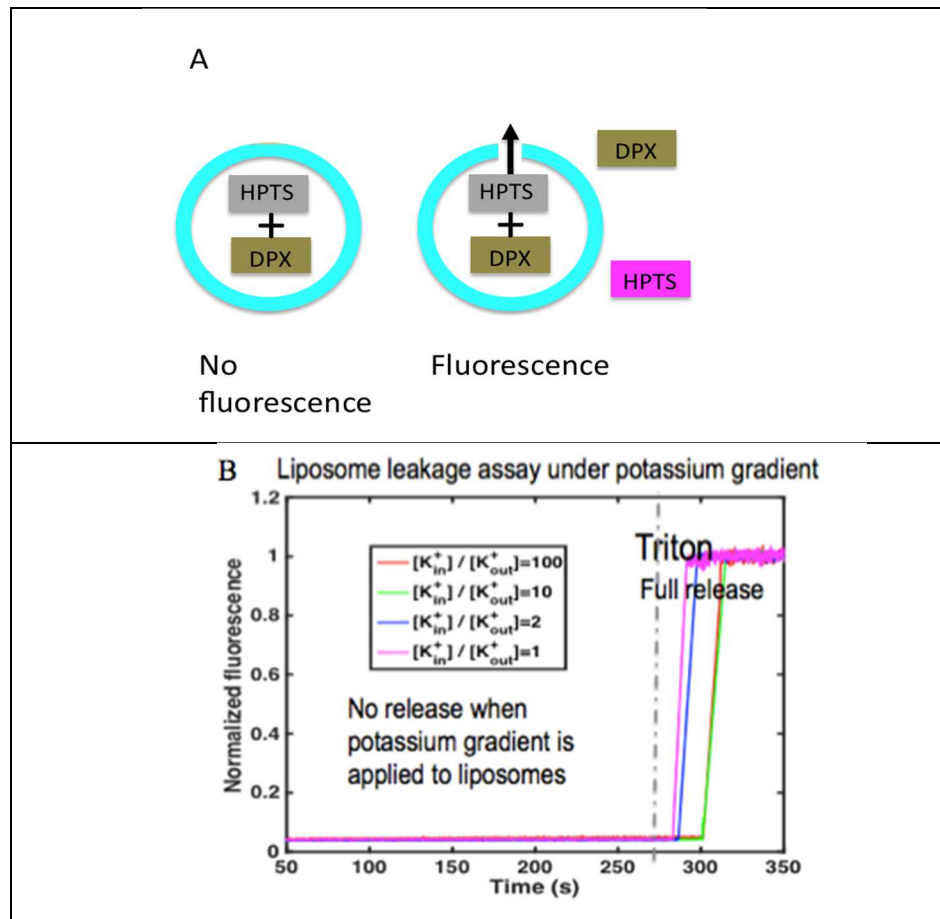 A
HPTS
+
DPX
HPTS
+
DPX
DPX
HPTS
No
fluorescence
Fluorescence
B
Liposome leakage assay under potassium gradient
1.2
1
0.8
0.6
0.4
0.2
0
Normalized fluorescence
[K⁺in] / [K⁺out]=100
[K⁺in] / [K⁺out]=10
[K⁺in] / [K⁺out]=2
[K⁺in] / [K⁺out]=1
Triton
Full release
No release when
potassium gradient is
applied to liposomes
50 100 150 200 250 300 350
Time (s)